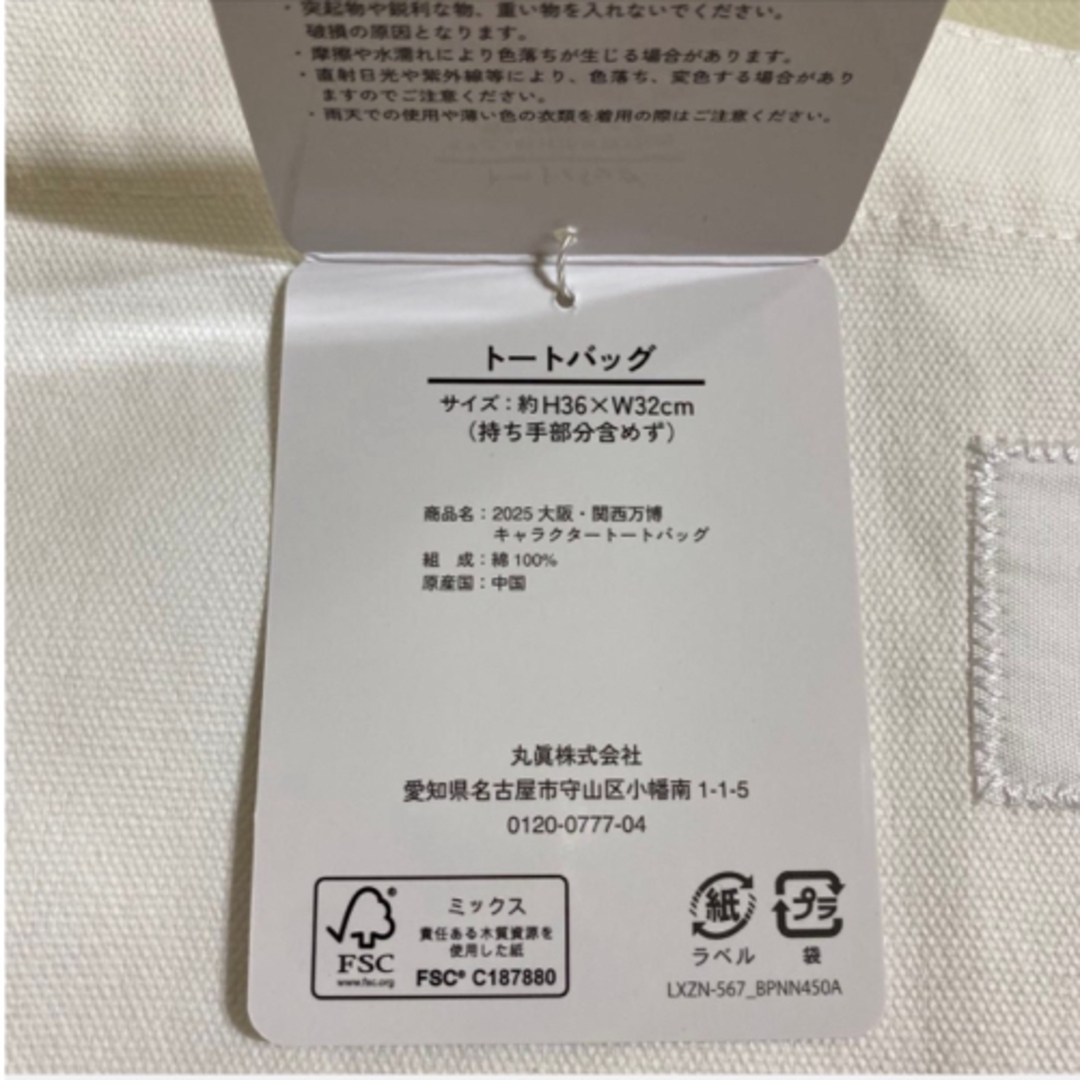 ・突起物や鋭利な物、重い物を入れないでください。
破損の原因となります。
・摩擦や水濡れにより色落ちが生じる場合があります。
・直射日光や紫外線等により、色落ち、変色する場合があり
ますのでご注意ください。
・雨天での使用や薄い色の衣類を着用の際はご注意ください。
トートバッグ
サイズ：約H36×W32cm
（持ち手部分含めず）
商品名：2025 大阪・関西万博
キャラクタートートバッグ
組　成：綿100%
原産国：中国
丸眞株式会社
愛知県名古屋市守山区小幡南 1-1-5
0120-0777-04
FSC®
www.fsc.org
ミックス
責任ある木質資源を
使用した紙
FSC® C187880
紙
ラベル
プラ
袋
LXZN-567_BPNN450A